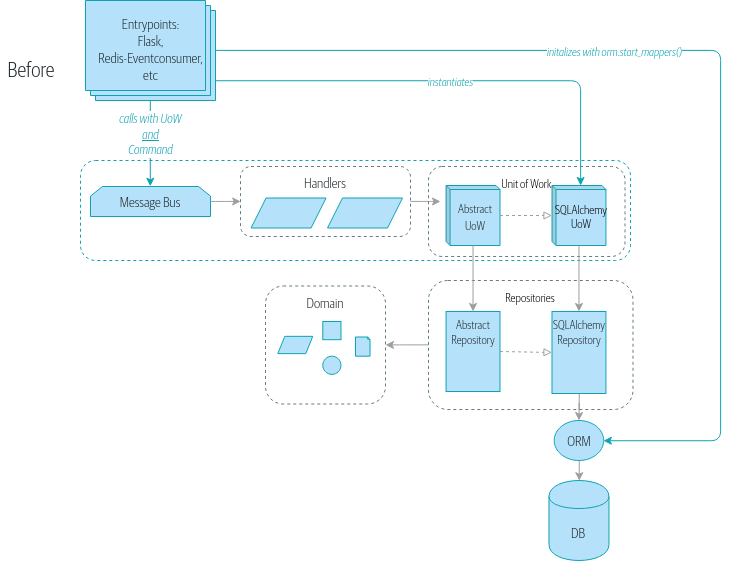 Entrypoints:
Flask,
Redis-Eventconsumer,
etc
Before
initalizes with orm.start_mappers()
instantiates
calls with UoW
and
Command
Handlers
Unit of Work
Message Bus
Abstract
UoW
SQLAlchemy
UoW
Domain
Repositories
Abstract
Repository
SQLAlchemy
Repository
ORM
DB